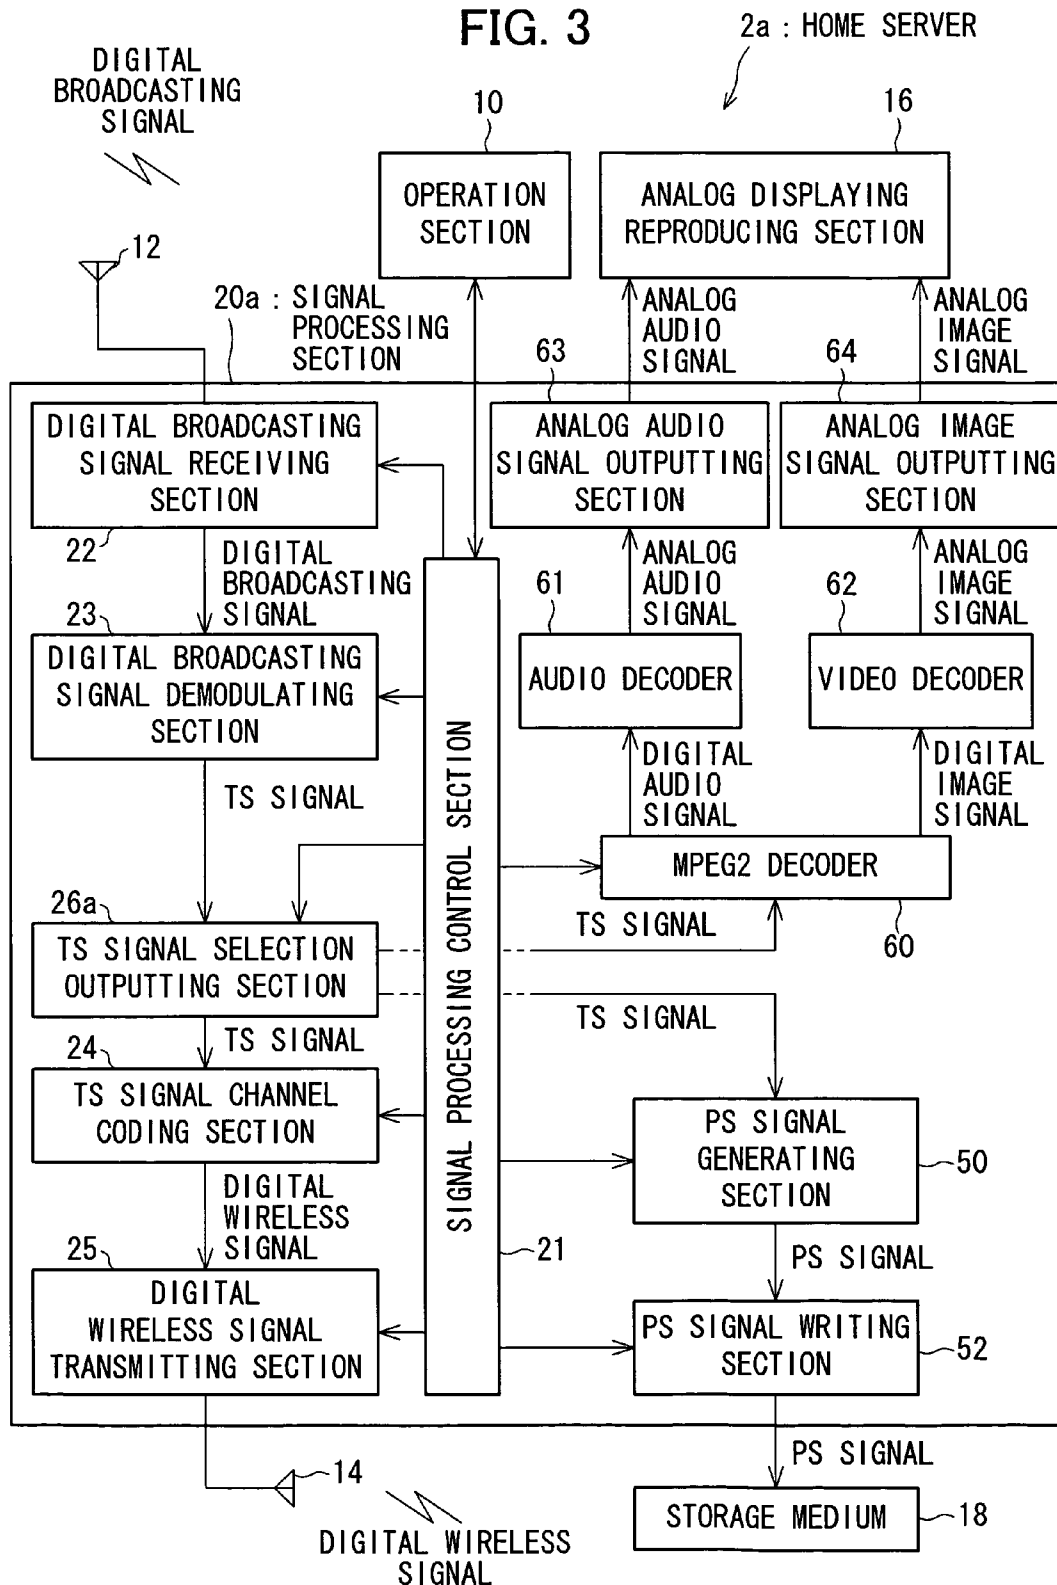 FIG. 3
2a : HOME SERVER
DIGITAL
BROADCASTING
SIGNAL
10
16
OPERATION
SECTION
ANALOG DISPLAYING
REPRODUCING SECTION
12
20a : SIGNAL
PROCESSING
SECTION
ANALOG
AUDIO
SIGNAL
ANALOG
IMAGE
SIGNAL
63
64
DIGITAL BROADCASTING
SIGNAL RECEIVING
SECTION
ANALOG AUDIO
SIGNAL OUTPUTTING
SECTION
ANALOG IMAGE
SIGNAL OUTPUTTING
SECTION
22
DIGITAL
BROADCASTING
SIGNAL
ANALOG
AUDIO
SIGNAL
ANALOG
IMAGE
SIGNAL
61
62
23
DIGITAL BROADCASTING
SIGNAL DEMODULATING
SECTION
AUDIO DECODER
VIDEO DECODER
SIGNAL PROCESSING CONTROL SECTION
TS SIGNAL
DIGITAL
AUDIO
SIGNAL
DIGITAL
IMAGE
SIGNAL
MPEG2 DECODER
60
26a
TS SIGNAL SELECTION
OUTPUTTING SECTION
TS SIGNAL
TS SIGNAL
TS SIGNAL
24
TS SIGNAL CHANNEL
CODING SECTION
PS SIGNAL
GENERATING
SECTION
50
DIGITAL
WIRELESS
SIGNAL
25
21
PS SIGNAL
DIGITAL
WIRELESS SIGNAL
TRANSMITTING SECTION
PS SIGNAL WRITING
SECTION
52
PS SIGNAL
14
STORAGE MEDIUM
18
DIGITAL WIRELESS
SIGNAL